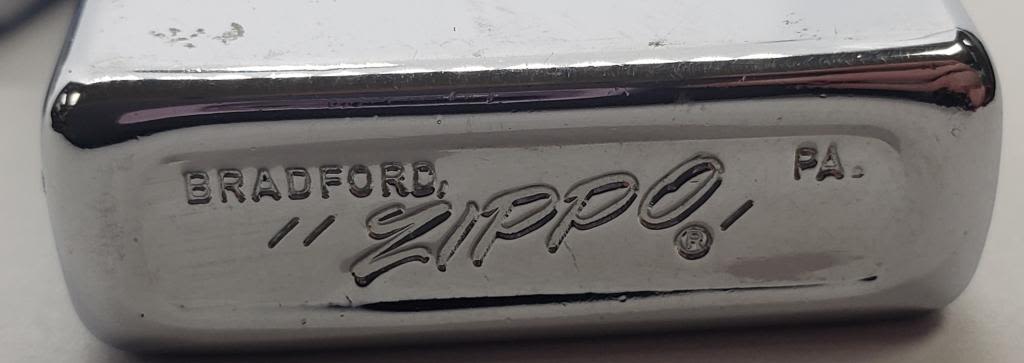 BRADFORD, PA.
// ZIPPO® /